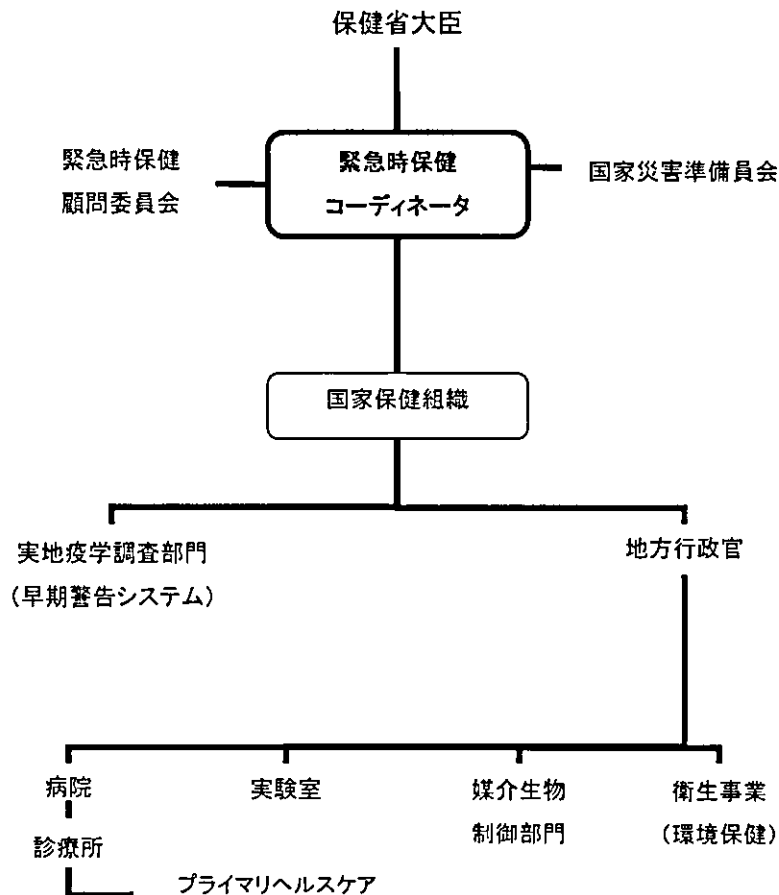 保健省大臣
緊急時保健
顧問委員会
緊急時保健
コーディネータ
国家災害準備員会
国家保健組織
実地疫学調査部門
(早期警告システム)
地方行政官
病院
実験室
媒介生物
制御部門
衛生事業
(環境保健)
診療所
プライマリヘルスケア